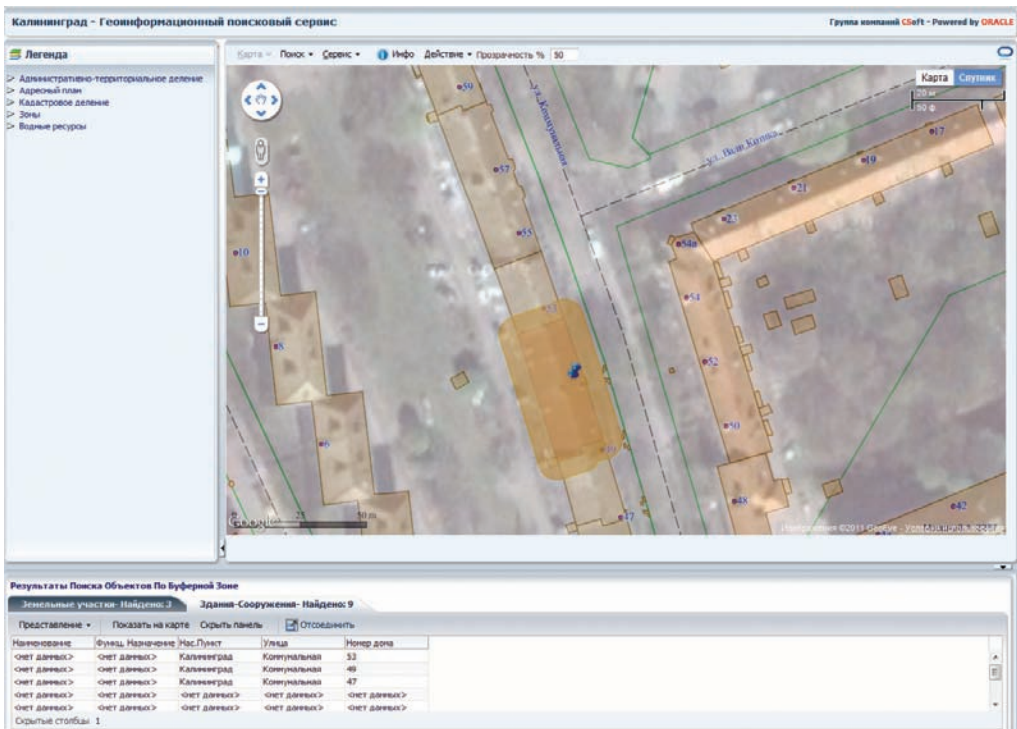 Калининград - Геоинформационный поисковый сервис
Группа компаний CSoft - Powered by ORACLE
Легенда
Карта Поиск Сервис Инфо Действие Прозрачность % 50
Административно-территориальное деление
Адресный план
Кадастровое деление
Зоны
Водные ресурсы
Карта Спутник
20 м
60 ф
59
ул. Коммунальная
17
19
21
57
23
55
54а
10
54
53
8
52
50
6
49
48
47
42
25 50 m
Google
©2011 GeoEye -
Результаты Поиска Объектов По Буферной Зоне
Земельные участки- Найдено: 3 Здания-Сооружения- Найдено: 9
Представление Показать на карте Скрыть панель Отсоединить
Наименование Функц. Назначение Нас.Пункт Улица Номер дома
<нет данных> <нет данных> Калининград Коммунальная 53
<нет данных> <нет данных> Калининград Коммунальная 49
<нет данных> <нет данных> Калининград Коммунальная 47
<нет данных> <нет данных> <нет данных> <нет данных> <нет данных>
<нет данных> <нет данных> <нет данных> <нет данных> <нет данных>
Скрытые столбцы 1